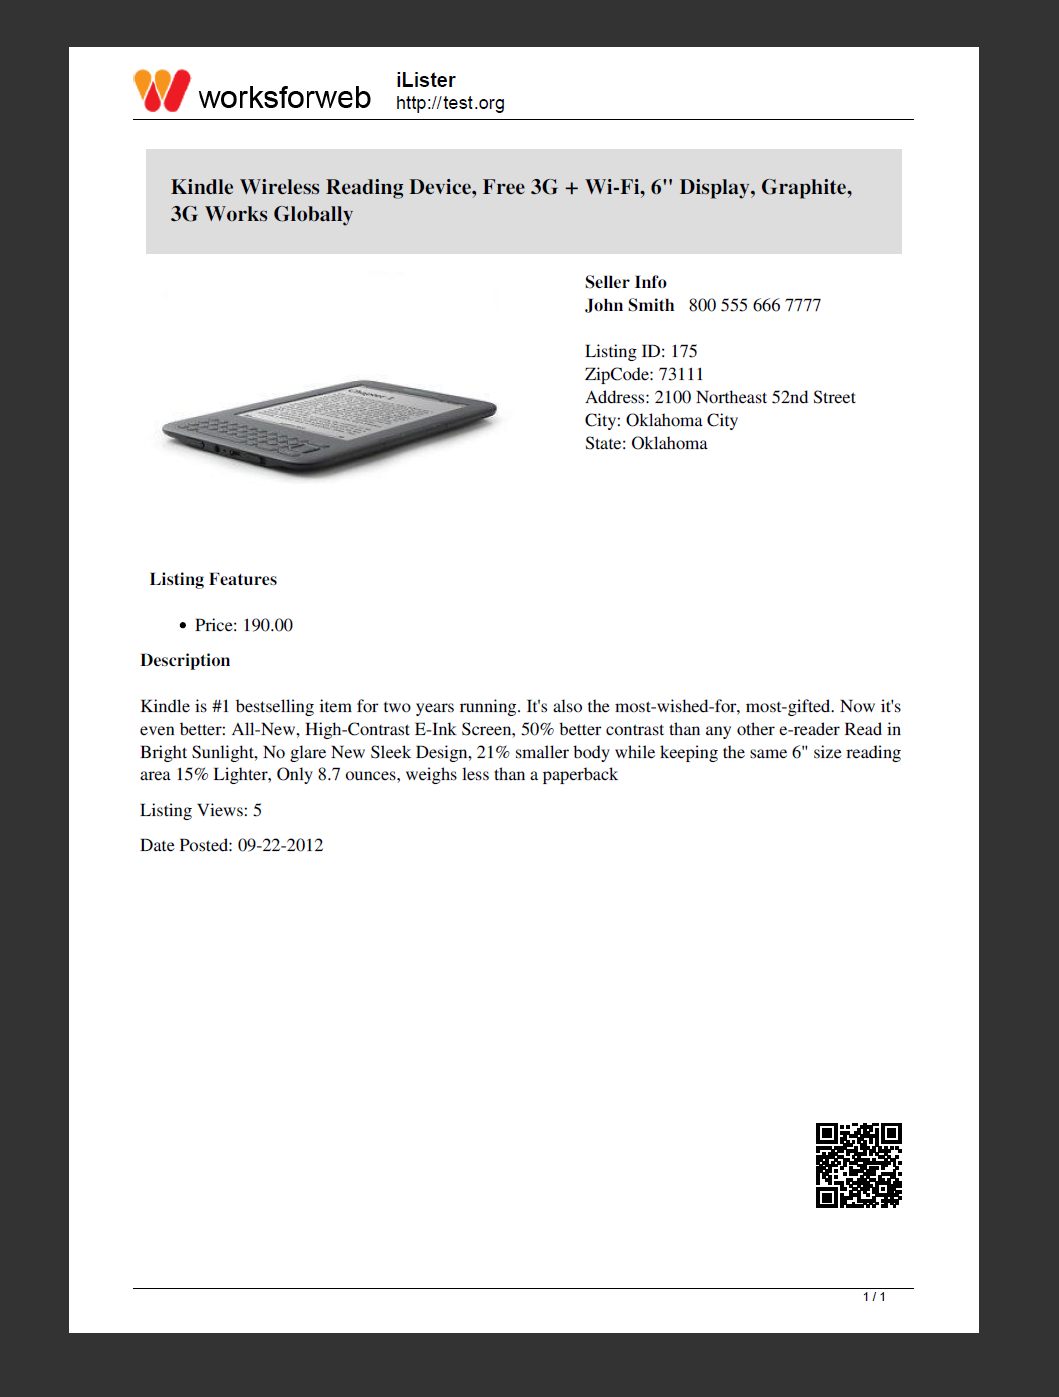 worksforweb
iLister
http://test.org
Kindle Wireless Reading Device, Free 3G + Wi-Fi, 6" Display, Graphite,
3G Works Globally
Seller Info
John Smith 800 555 666 7777
Listing ID: 175
ZipCode: 73111
Address: 2100 Northeast 52nd Street
City: Oklahoma City
State: Oklahoma
Chapter 1
Listing Features
• Price: 190.00
Description
Kindle is #1 bestselling item for two years running. It's also the most-wished-for, most-gifted. Now it's
even better: All-New, High-Contrast E-Ink Screen, 50% better contrast than any other e-reader Read in
Bright Sunlight, No glare New Sleek Design, 21% smaller body while keeping the same 6" size reading
area 15% Lighter, Only 8.7 ounces, weighs less than a paperback
Listing Views: 5
Date Posted: 09-22-2012
1 / 1